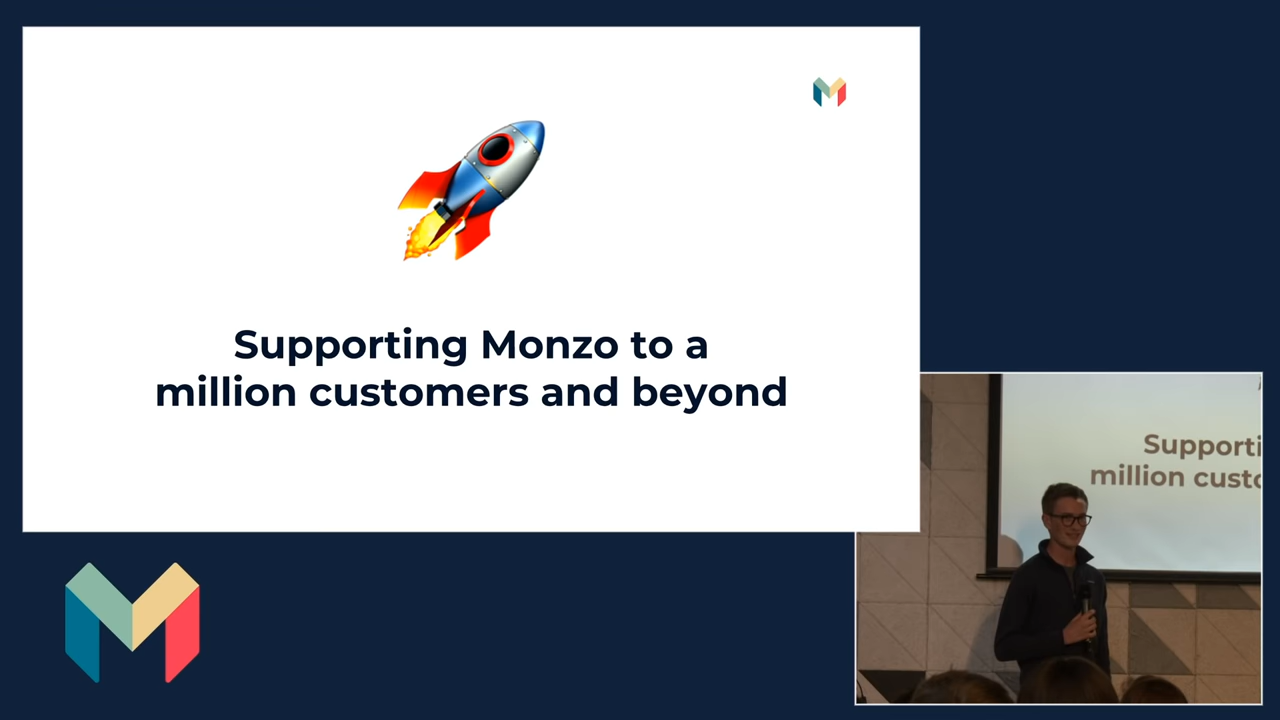 Supporting Monzo to a
million customers and beyond
Supporti
million custo